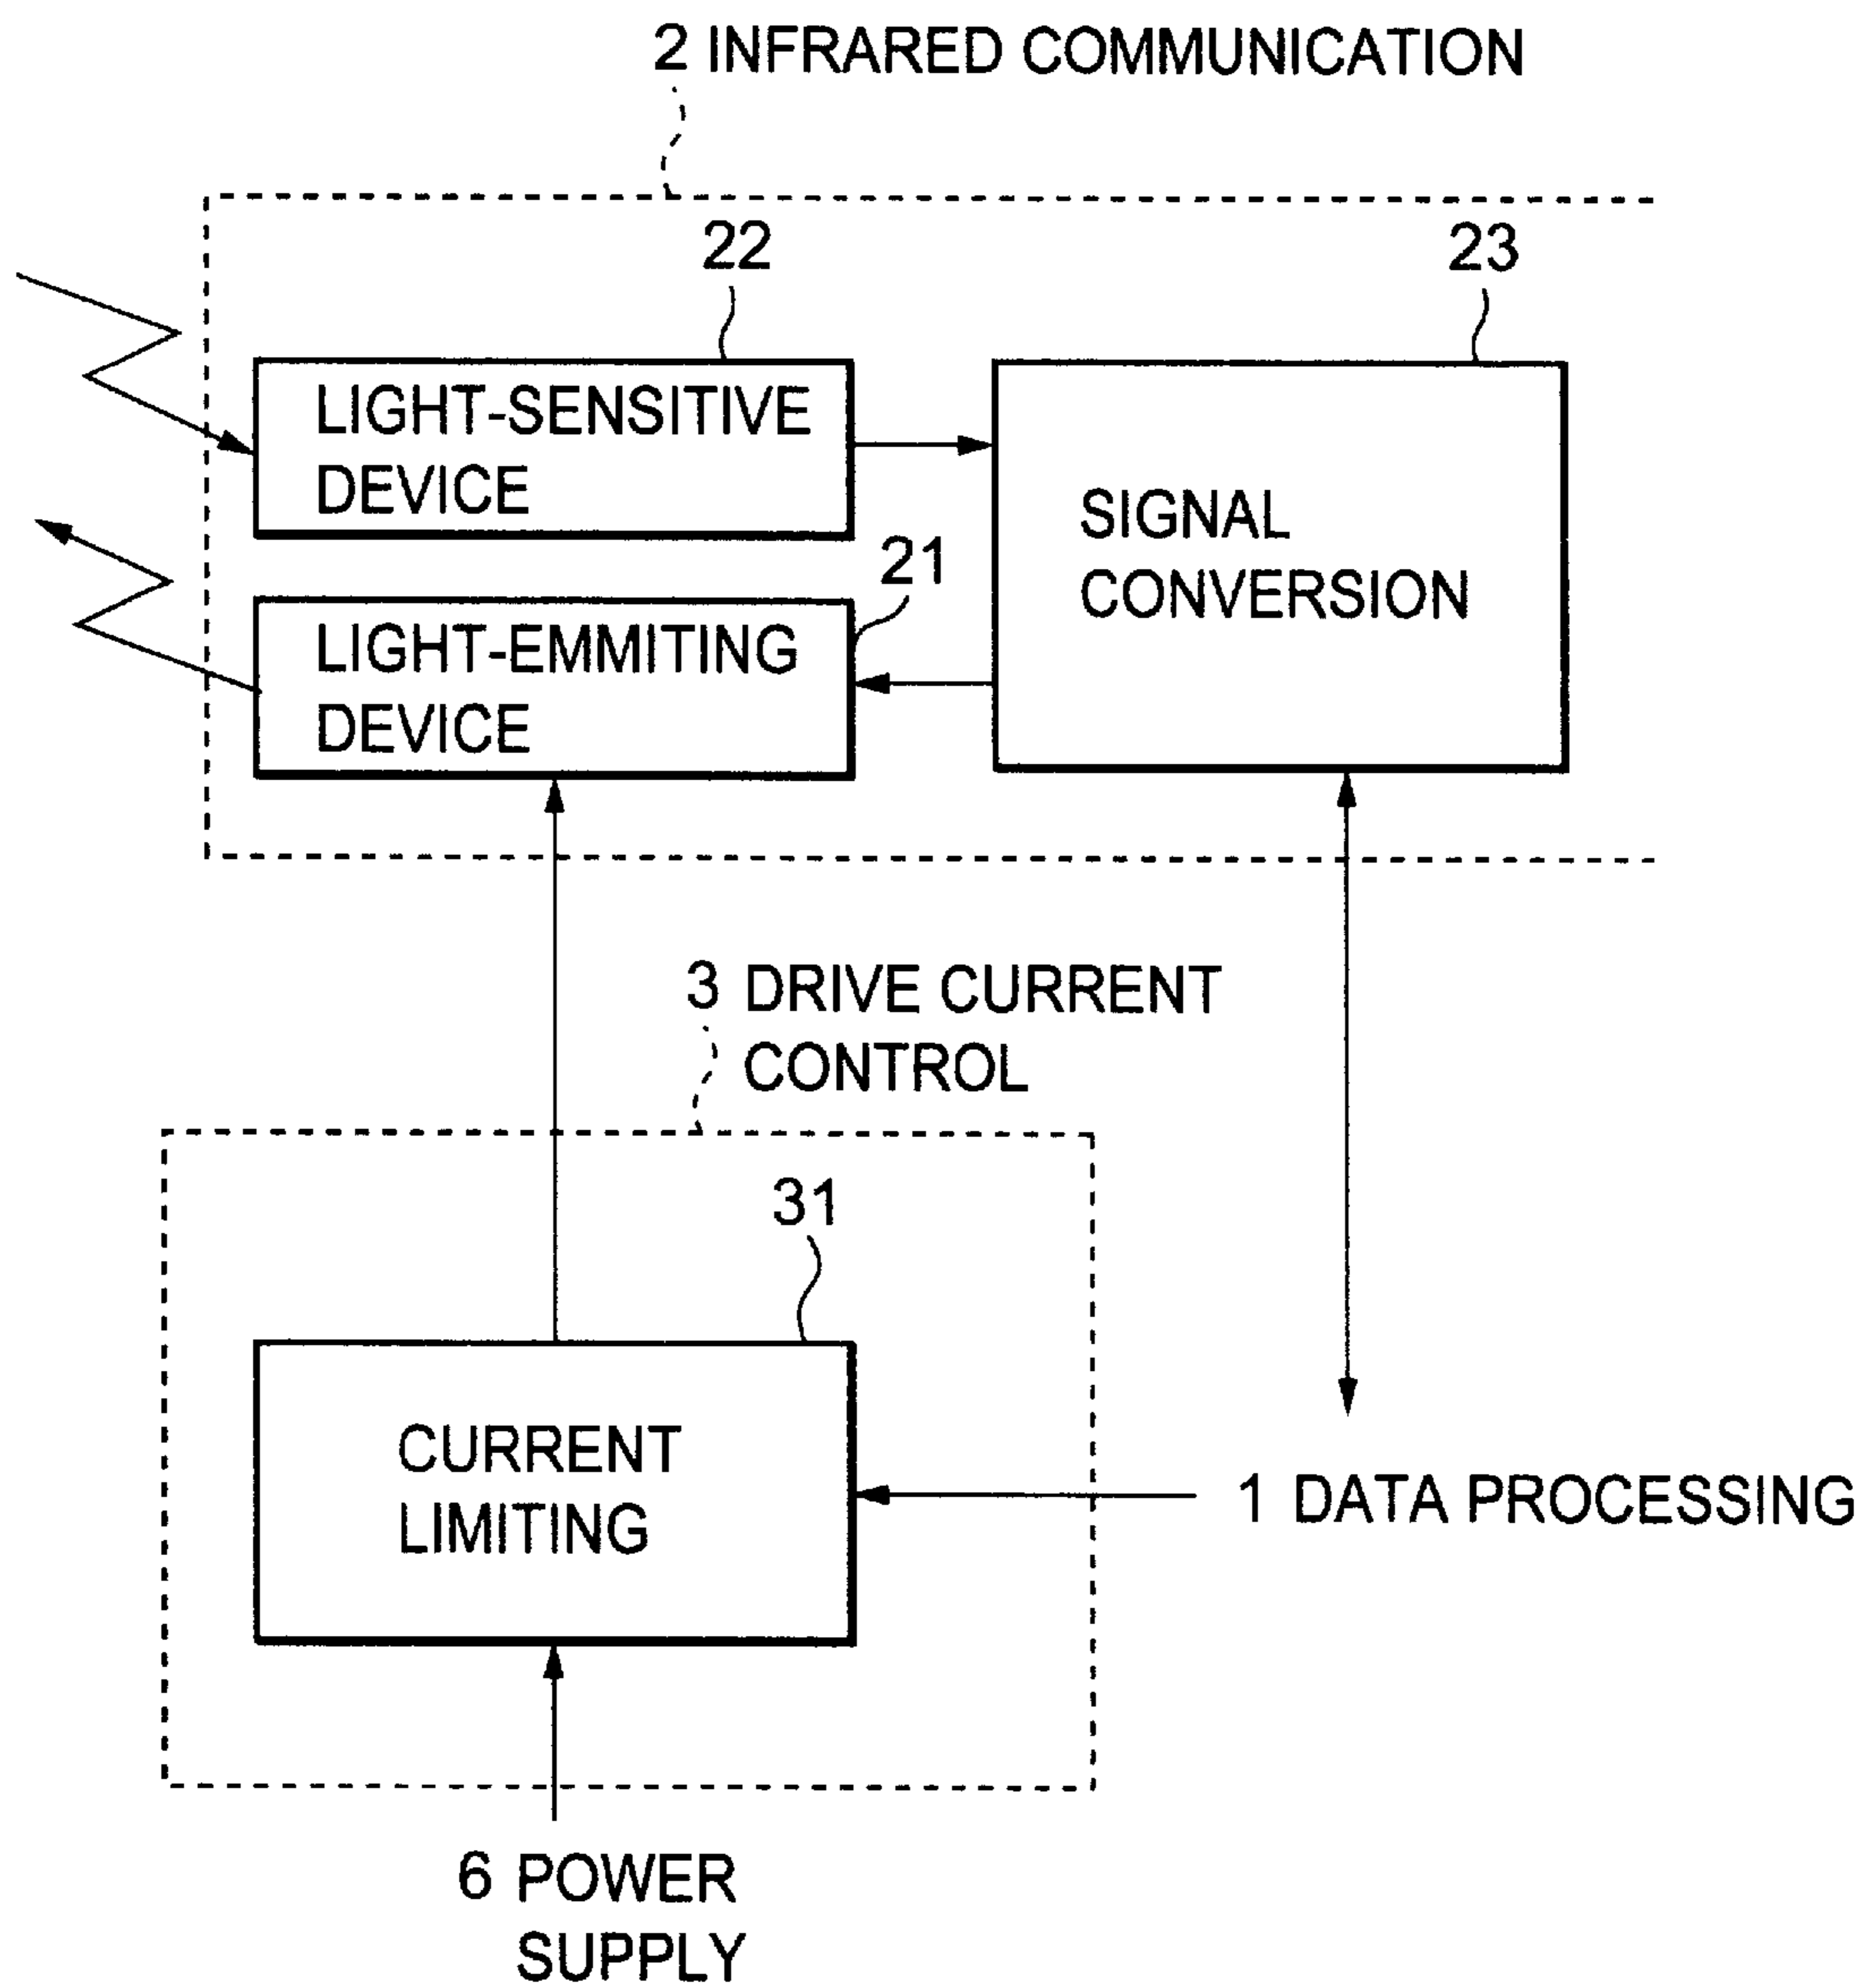 2 INFRARED COMMUNICATION
22
23
LIGHT-SENSITIVE
DEVICE
SIGNAL
CONVERSION
21
LIGHT-EMMITING
DEVICE
3 DRIVE CURRENT
CONTROL
31
CURRENT
LIMITING
1 DATA PROCESSING
6 POWER
SUPPLY